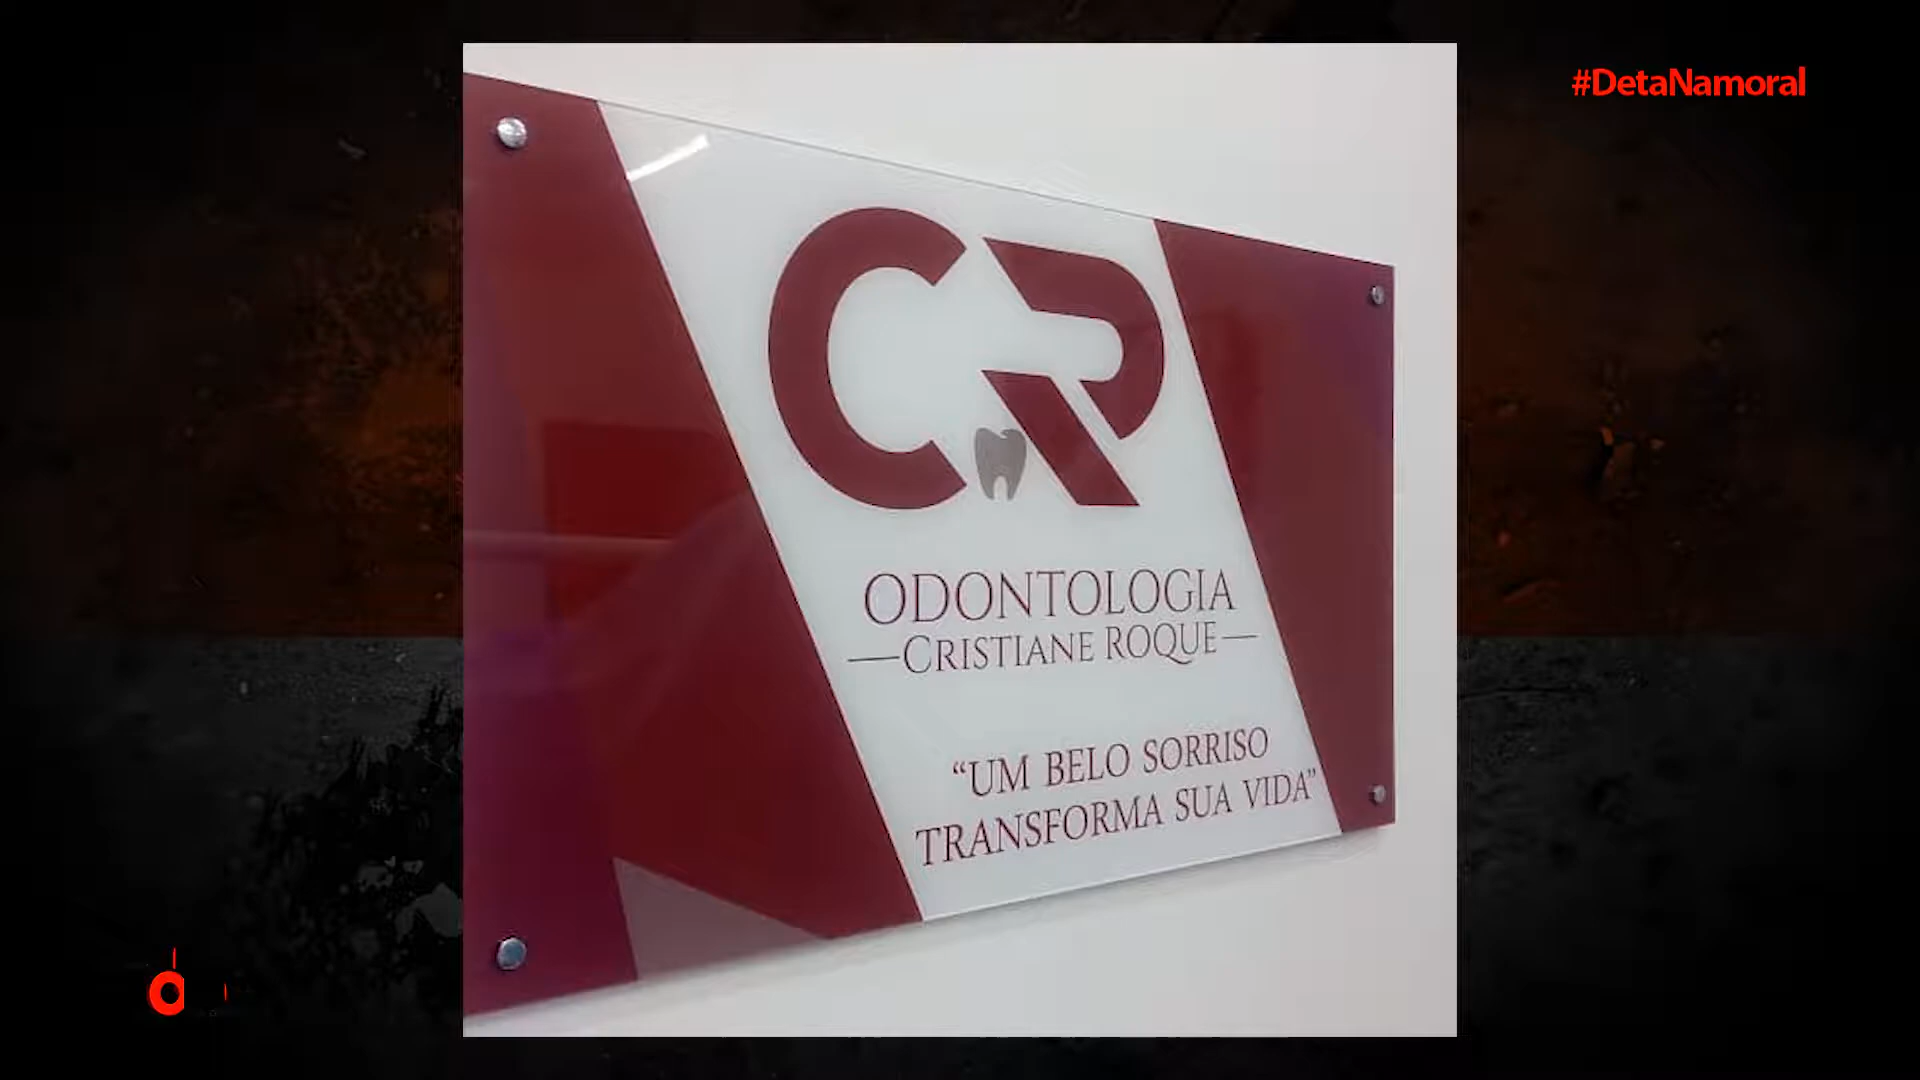 #DetaNamoral
CR
ODONTOLOGIA
CRISTIANE ROQUE
“UM BELO SORRISO
TRANSFORMA SUA VIDA”